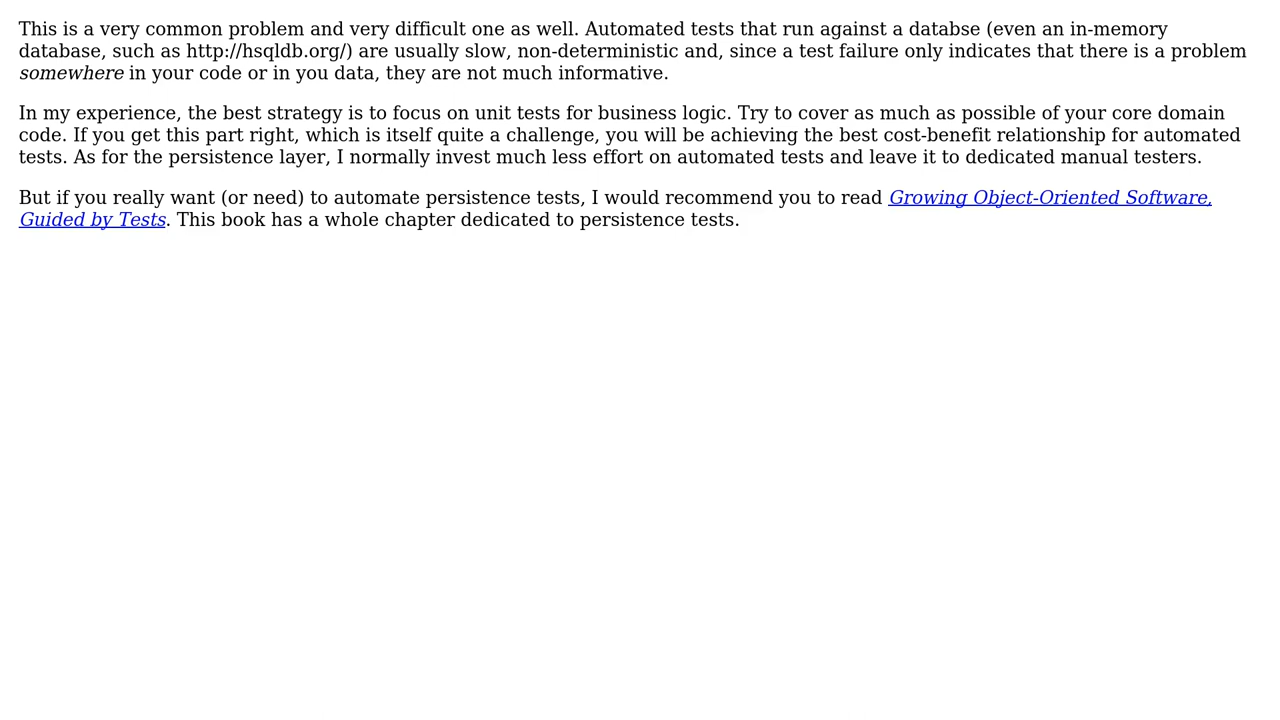 This is a very common problem and very difficult one as well. Automated tests that run against a databse (even an in-memory
database, such as http://hsqldb.org/) are usually slow, non-deterministic and, since a test failure only indicates that there is a problem
somewhere in your code or in you data, they are not much informative.
In my experience, the best strategy is to focus on unit tests for business logic. Try to cover as much as possible of your core domain
code. If you get this part right, which is itself quite a challenge, you will be achieving the best cost-benefit relationship for automated
tests. As for the persistence layer, I normally invest much less effort on automated tests and leave it to dedicated manual testers.
But if you really want (or need) to automate persistence tests, I would recommend you to read Growing Object-Oriented Software,
Guided by Tests. This book has a whole chapter dedicated to persistence tests.